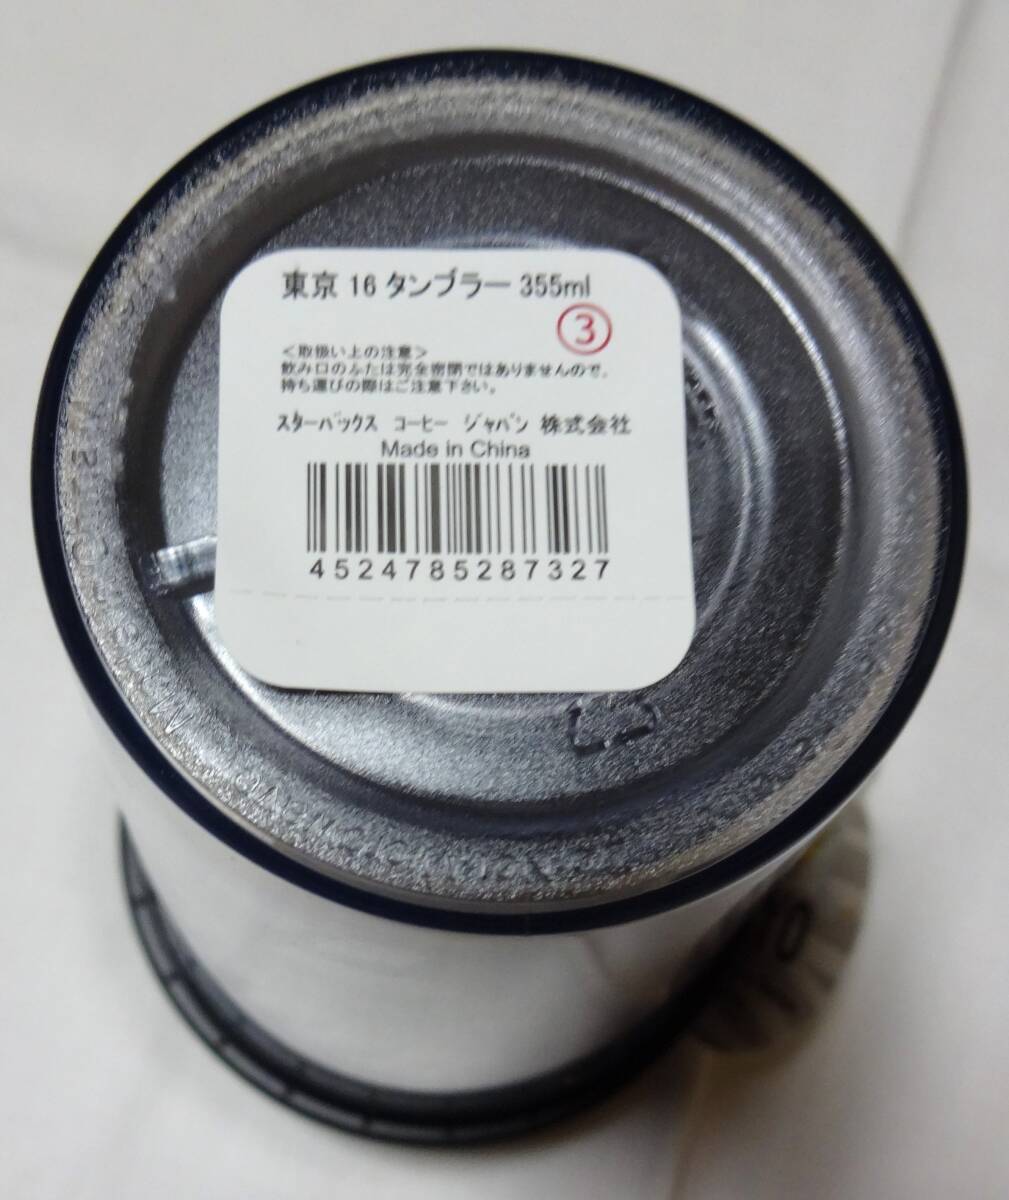 東京 16 タンブラー 355ml
③
＜取扱い上の注意＞
飲み口のふたは完全密閉ではありませんので、
持ち運びの際はご注意下さい。
ｽﾀｰﾊﾞｯｸｽ ｺｰﾋｰ ｼﾞｬﾊﾟﾝ 株式会社
Made in China
4524785287327